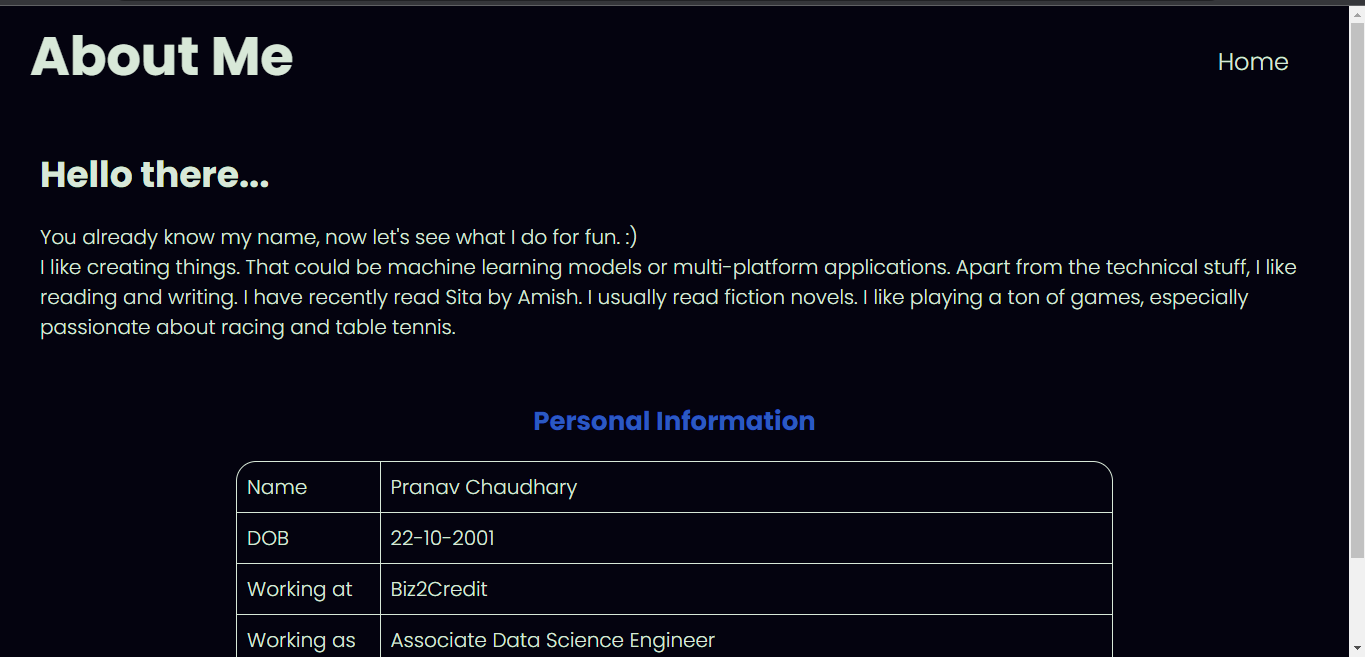 About Me
Home
Hello there...
You already know my name, now let's see what I do for fun. :)
I like creating things. That could be machine learning models or multi-platform applications. Apart from the technical stuff, I like
reading and writing. I have recently read Sita by Amish. I usually read fiction novels. I like playing a ton of games, especially
passionate about racing and table tennis.
Personal Information
Name Pranav Chaudhary
DOB 22-10-2001
Working at Biz2Credit
Working as Associate Data Science Engineer